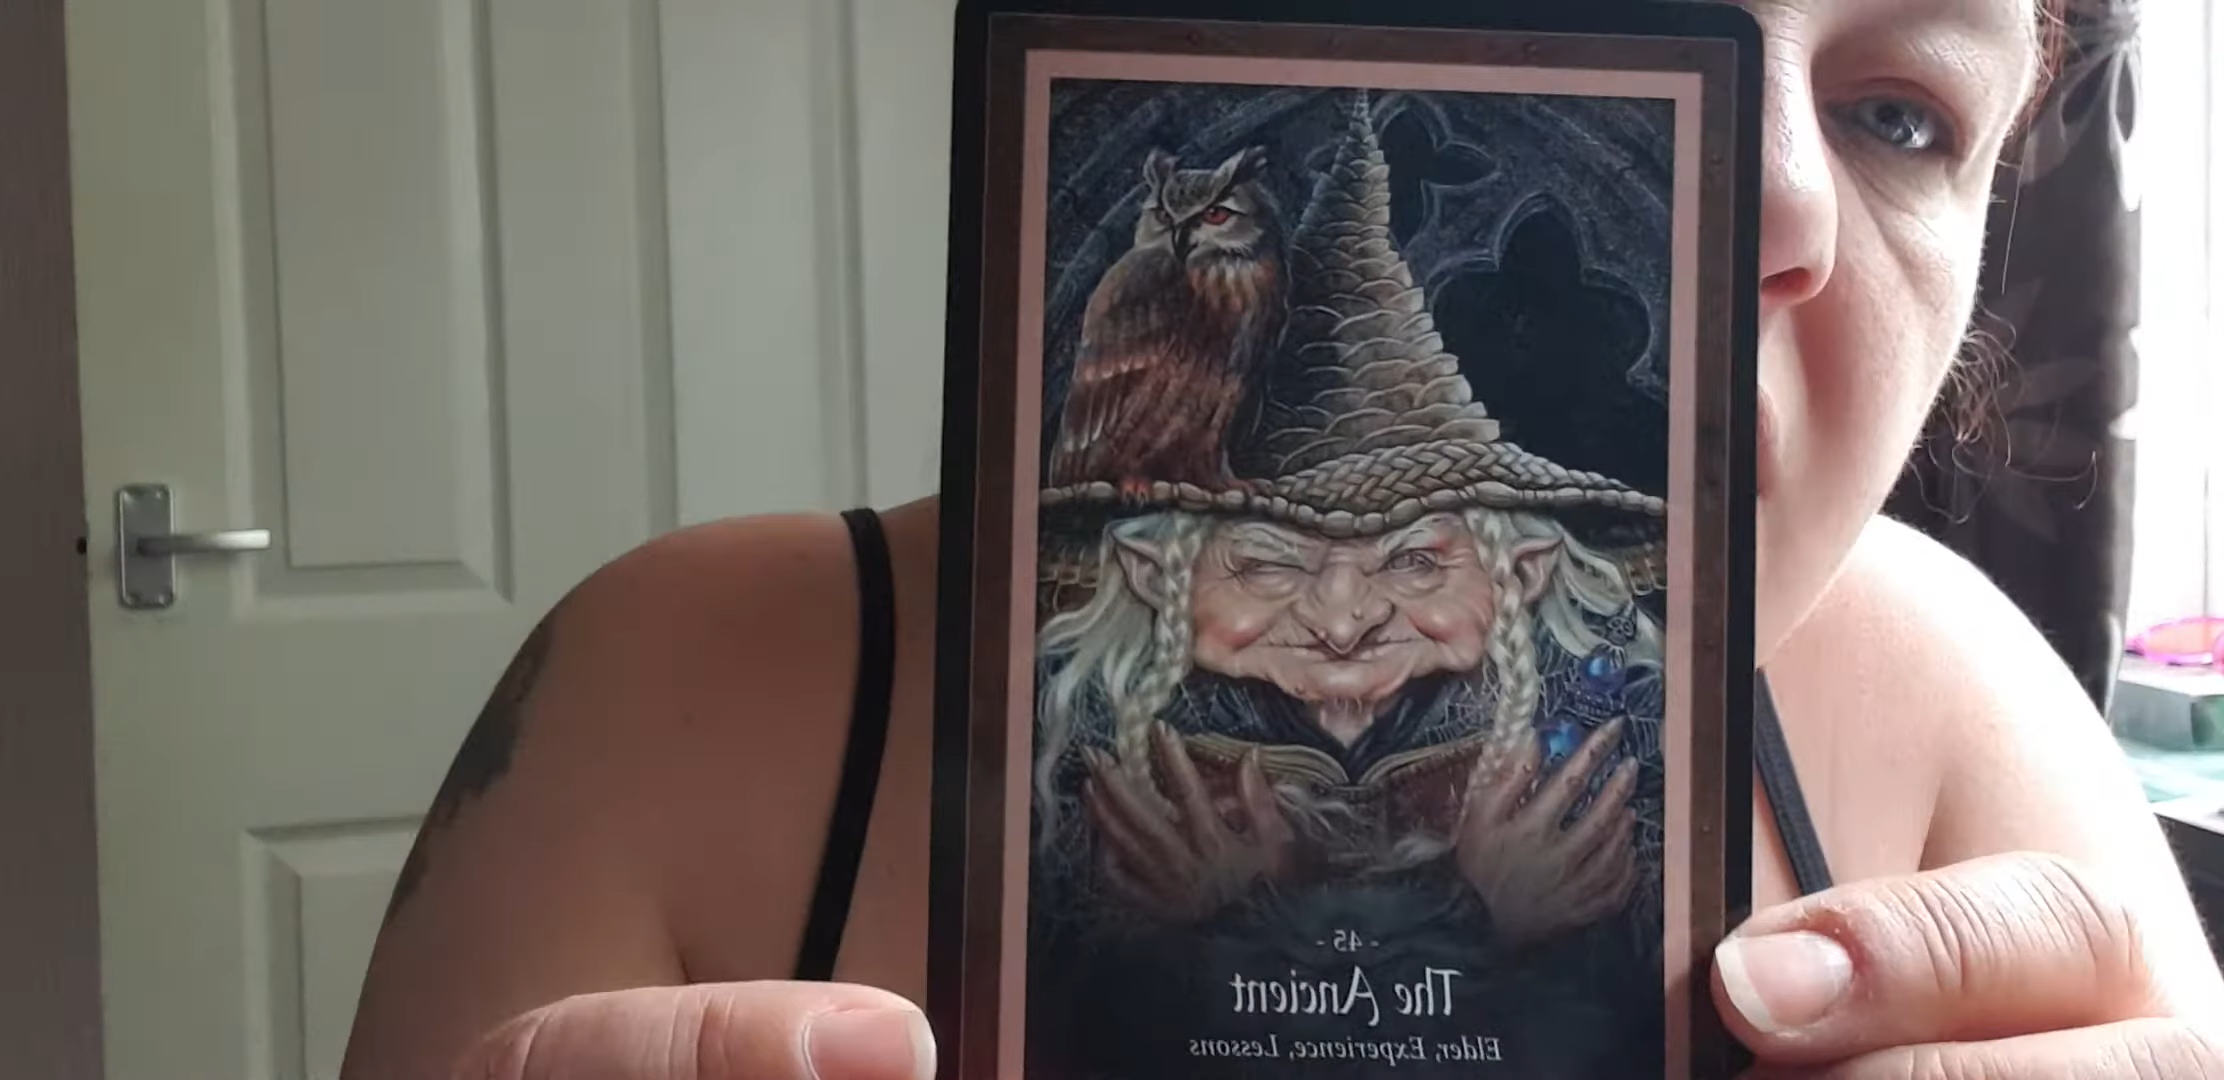 - 45 -
The Ancient
Elder, Experience, Lessons